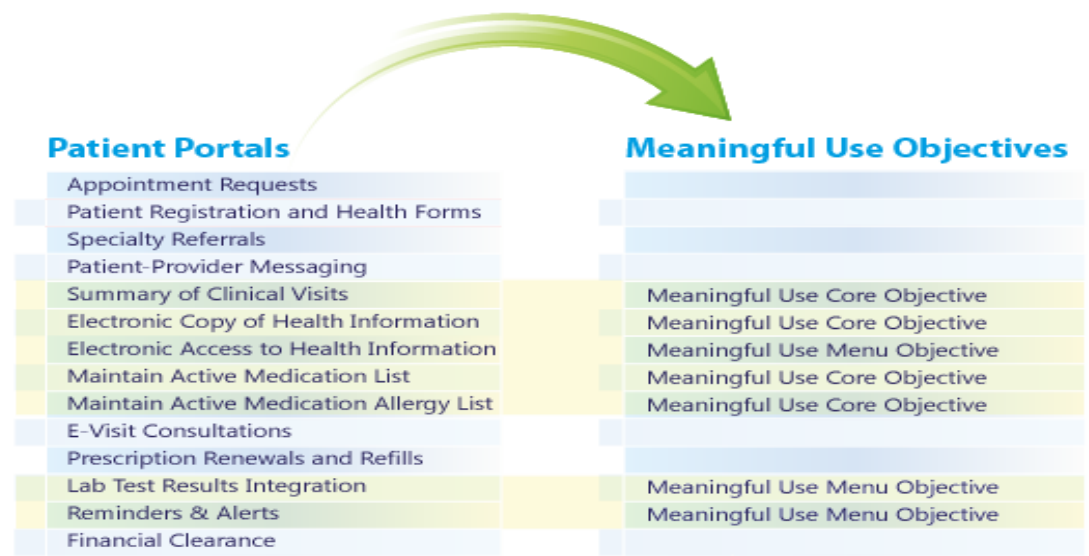 Patient Portals
Meaningful Use Objectives
Appointment Requests
Patient Registration and Health Forms
Specialty Referrals
Patient-Provider Messaging
Summary of Clinical Visits
Meaningful Use Core Objective
Electronic Copy of Health Information
Meaningful Use Core Objective
Electronic Access to Health Information
Meaningful Use Menu Objective
Maintain Active Medication List
Meaningful Use Core Objective
Maintain Active Medication Allergy List
Meaningful Use Core Objective
E-Visit Consultations
Prescription Renewals and Refills
Lab Test Results Integration
Meaningful Use Menu Objective
Reminders & Alerts
Meaningful Use Menu Objective
Financial Clearance